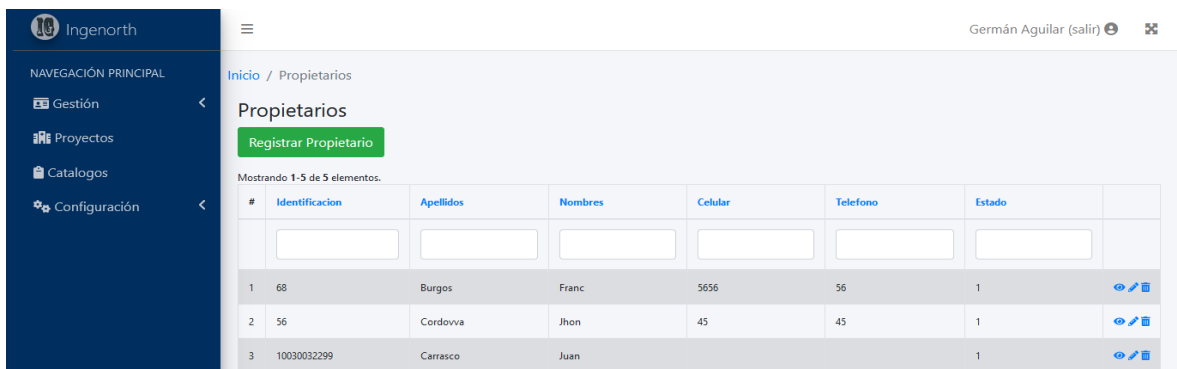 IG Ingenorth
Germán Aguilar (salir)
NAVEGACIÓN PRINCIPAL
Gestión
Proyectos
Catalogos
Configuración
Inicio / Propietarios
Propietarios
Registrar Propietario
Mostrando 1-5 de 5 elementos.
# Identificacion Apellidos Nombres Celular Telefono Estado
1 68 Burgos Franc 5656 56 1
2 56 Cordovva Jhon 45 45 1
3 10030032299 Carrasco Juan 1